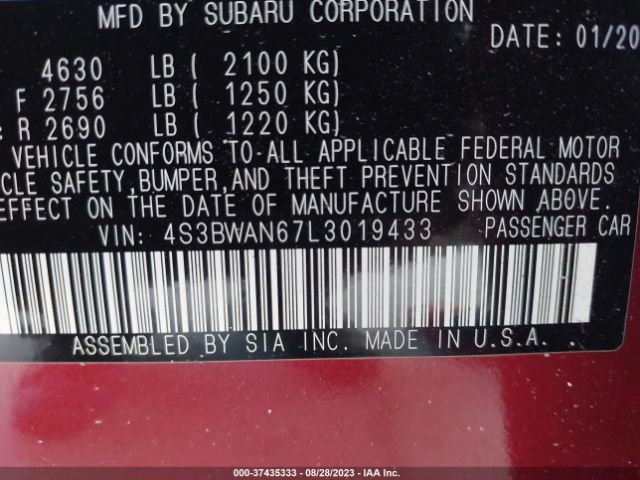 MFD BY SUBARU CORPORATION
DATE: 01/20
4630 LB ( 2100 KG)
F 2756 LB ( 1250 KG)
R 2690 LB ( 1220 KG)
VEHICLE CONFORMS TO ALL APPLICABLE FEDERAL MOTOR
CLE SAFETY, BUMPER, AND THEFT PREVENTION STANDARDS
EFFECT ON THE DATE OF MANUFACTURE SHOWN ABOVE.
VIN: 4S3BWAN67L3019433 PASSENGER CAR
ASSEMBLED BY SIA INC. MADE IN U.S.A.
000-37435333 | 08/28/2023 | IAA Inc.